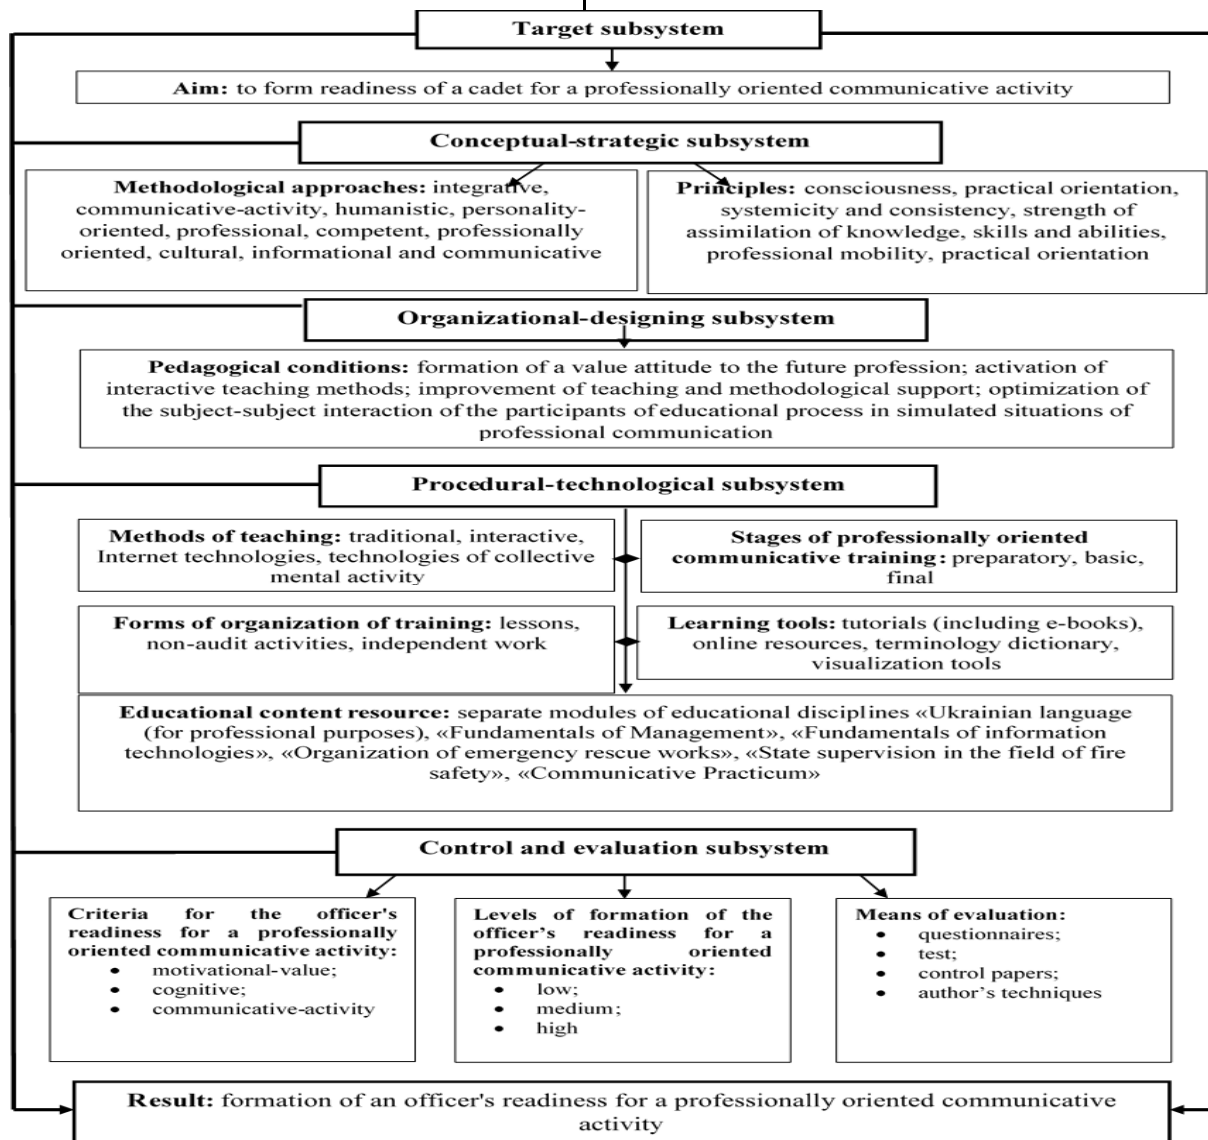 Target subsystem
Aim: to form readiness of a cadet for a professionally oriented communicative activity
Conceptual-strategic subsystem
Methodological approaches: integrative,
communicative-activity, humanistic, personality-
oriented, professional, competent, professionally
oriented, cultural, informational and communicative
Principles: consciousness, practical orientation,
systemicity and consistency, strength of
assimilation of knowledge, skills and abilities,
professional mobility, practical orientation
Organizational-designing subsystem
Pedagogical conditions: formation of a value attitude to the future profession; activation of
interactive teaching methods; improvement of teaching and methodological support; optimization of
the subject-subject interaction of the participants of educational process in simulated situations of
professional communication
Procedural-technological subsystem
Methods of teaching: traditional, interactive,
Internet technologies, technologies of collective
mental activity
Stages of professionally oriented
communicative training: preparatory, basic,
final
Forms of organization of training: lessons,
non-audit activities, independent work
Learning tools: tutorials (including e-books),
online resources, terminology dictionary,
visualization tools
Educational content resource: separate modules of educational disciplines «Ukrainian language
(for professional purposes), «Fundamentals of Management», «Fundamentals of information
technologies», «Organization of emergency rescue works», «State supervision in the field of fire
safety», «Communicative Practicum»
Control and evaluation subsystem
Criteria for the officer's
readiness for a professionally
oriented communicative activity:
• motivational-value;
• cognitive;
• communicative-activity
Levels of formation of the
officer's readiness for a
professionally oriented
communicative activity:
• low;
• medium;
• high
Means of evaluation:
• questionnaires;
• test;
• control papers;
• author's techniques
Result: formation of an officer's readiness for a professionally oriented communicative
activity